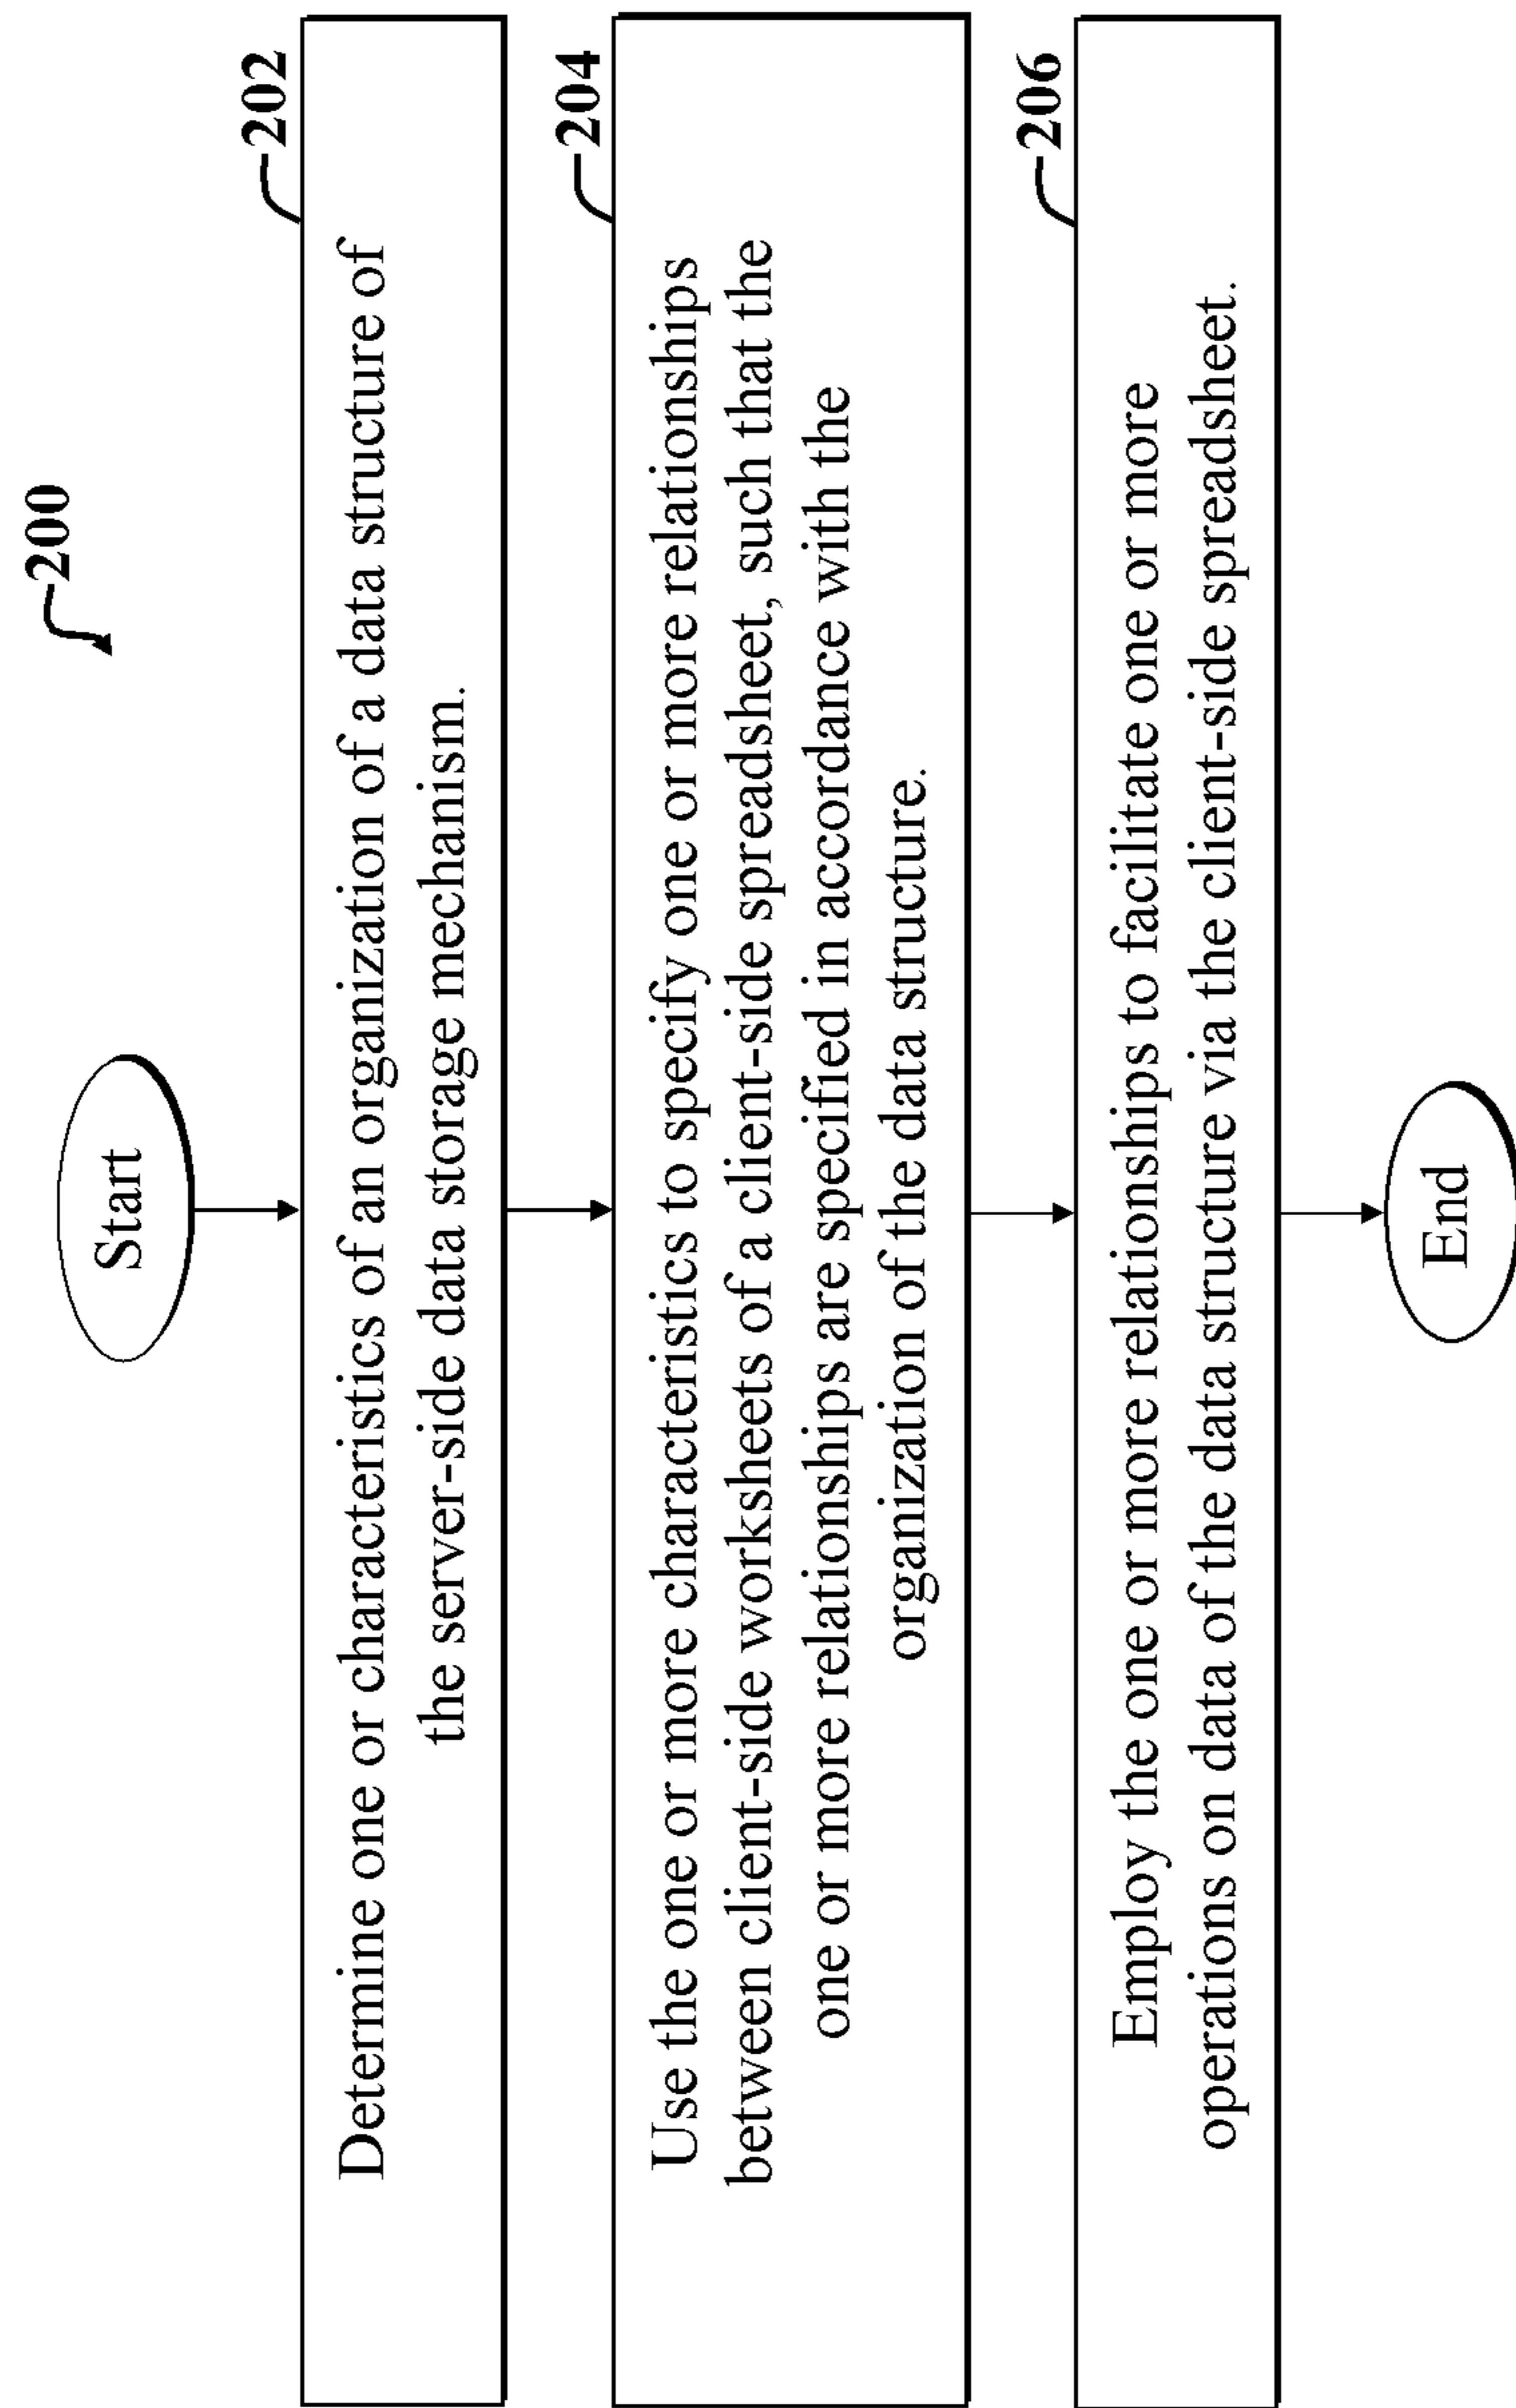 200
Start
202
Determine one or characteristics of an organization of a data structure of
the server-side data storage mechanism.
204
Use the one or more characteristics to specify one or more relationships
between client-side worksheets of a client-side spreadsheet, such that the
one or more relationships are specified in accordance with the
organization of the data structure.
206
Employ the one or more relationships to facilitate one or more
operations on data of the data structure via the client-side spreadsheet.
End